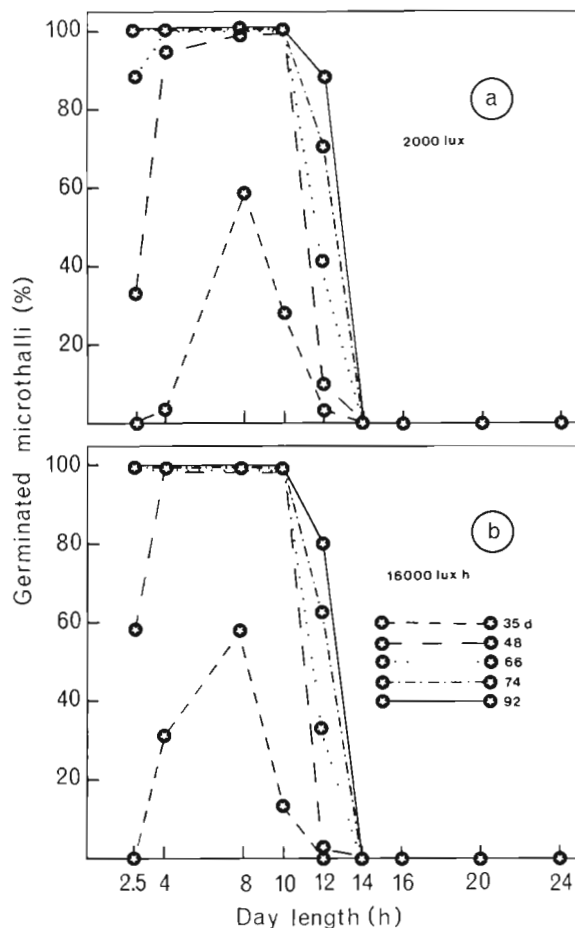 100
80
60
40
20
a
2000 lux
Germinated microthalli (%)
100
80
60
40
20
b
16000 lux h
35 d
48
66
74
92
2.5 4 8 10 12 14 16 20 24
Day length (h)